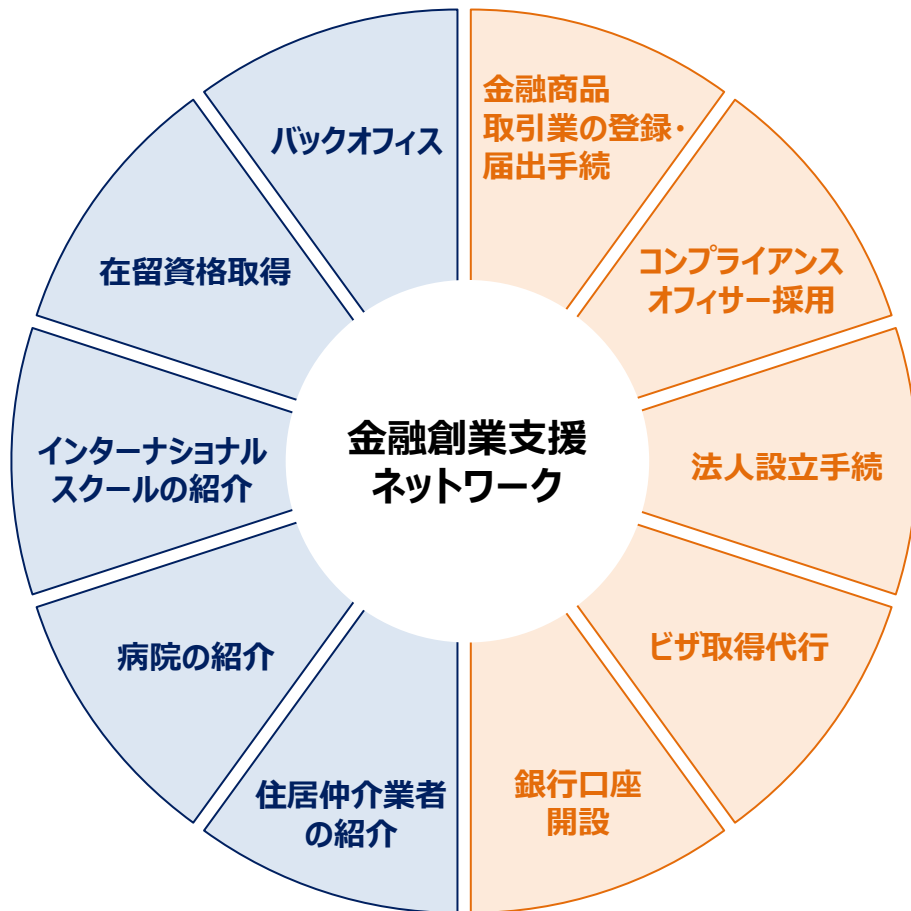 金融商品
取引業の登録・
届出手続
コンプライアンス
オフィサー採用
法人設立手続
ビザ取得代行
銀行口座
開設
住居仲介業者
の紹介
病院の紹介
インターナショナル
スクールの紹介
在留資格取得
バックオフィス
金融創業支援
ネットワーク